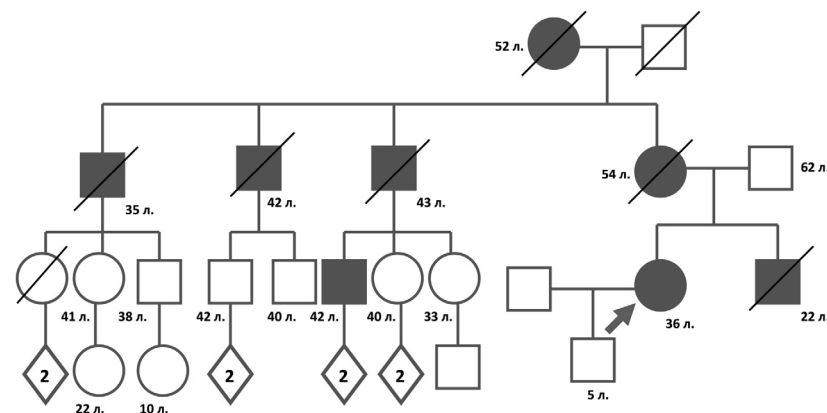 52 л.
54 л.
62 л.
35 л.
42 л.
43 л.
41 л.
38 л.
42 л.
40 л.
42 л.
40 л.
33 л.
36 л.
22 л.
2
2
2
2
5 л.
22 л.
10 л.